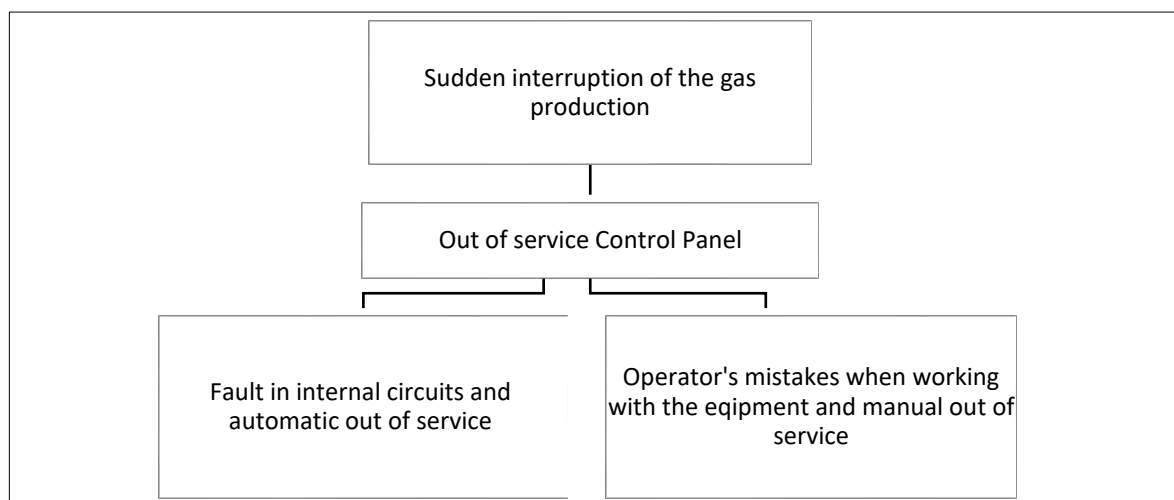 Sudden interruption of the gas
production
Out of service Control Panel
Fault in internal circuits and
automatic out of service
Operator's mistakes when working
with the eqipment and manual out of
service